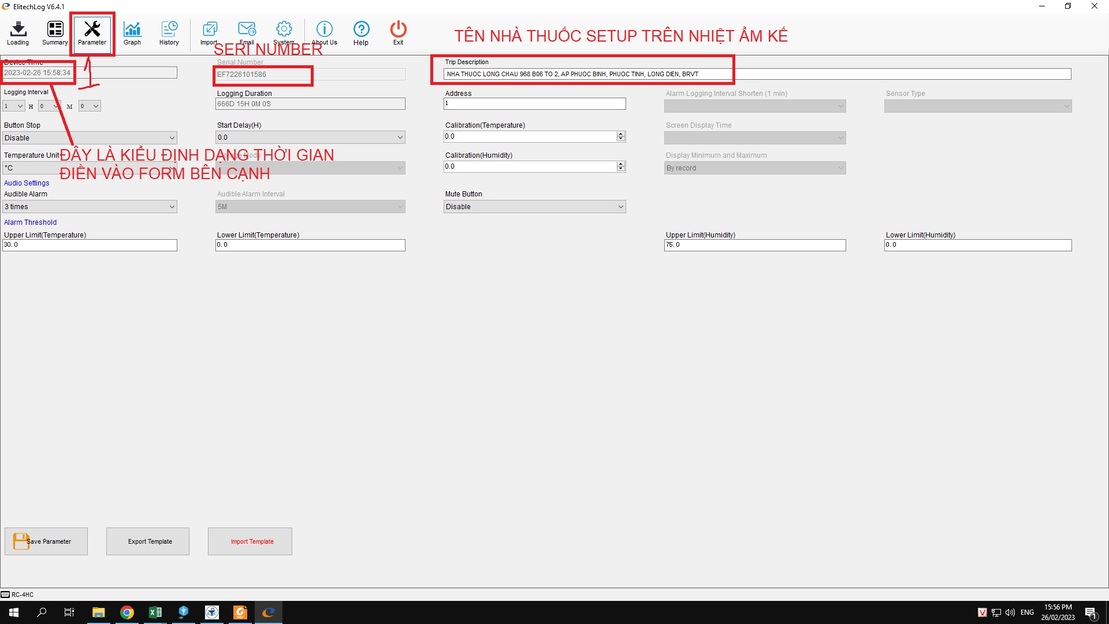 ElitechLog V6.4.1
Loading Summary Parameter Graph History Import Email System About Us Help Exit
SERI NUMBER
TÊN NHÀ THUỐC SETUP TRÊN NHIỆT ẨM KẾ
Device Time
Serial Number
Trip Description
2023-02-26 15:58:34
EF7226101586
NHA THUOC LONG CHAU 968 B06 TO 2, AP PHUOC BINH, PHUOC TINH, LONG DIEN, BRVT
1
Logging Interval
Logging Duration
Address
Alarm Logging Interval Shorten (1 min)
Sensor Type
1 H 0 M 0
666D 15H 0M 0S
1
Button Stop
Start Delay(H)
Calibration(Temperature)
Screen Display Time
Disable
0.0
0.0
Temperature Unit
Calibration(Humidity)
Display Minimum and Maximum
°C
0.0
By record
ĐÂY LÀ KIỂU ĐỊNH DẠNG THỜI GIAN
ĐIỀN VÀO FORM BÊN CẠNH
Audio Settings
Audible Alarm
Audible Alarm Interval
Mute Button
3 times
5M
Disable
Alarm Threshold
Upper Limit(Temperature)
Lower Limit(Temperature)
Upper Limit(Humidity)
Lower Limit(Humidity)
30.0
0.0
75.0
0.0
Save Parameter
Export Template
Import Template
RC-4HC
ENG
15:56 PM
26/02/2023